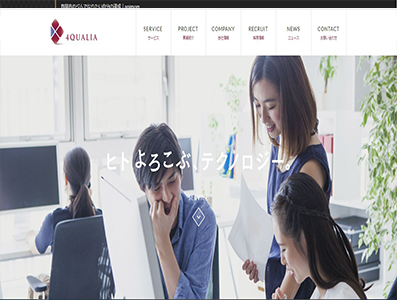 4QUALIA
SERVICE
サービス
PROJECT
実績紹介
COMPANY
会社情報
RECRUIT
採用情報
NEWS
ニュース
CONTACT
お問い合わせ
ヒトよろこぶ、テクノロジー。